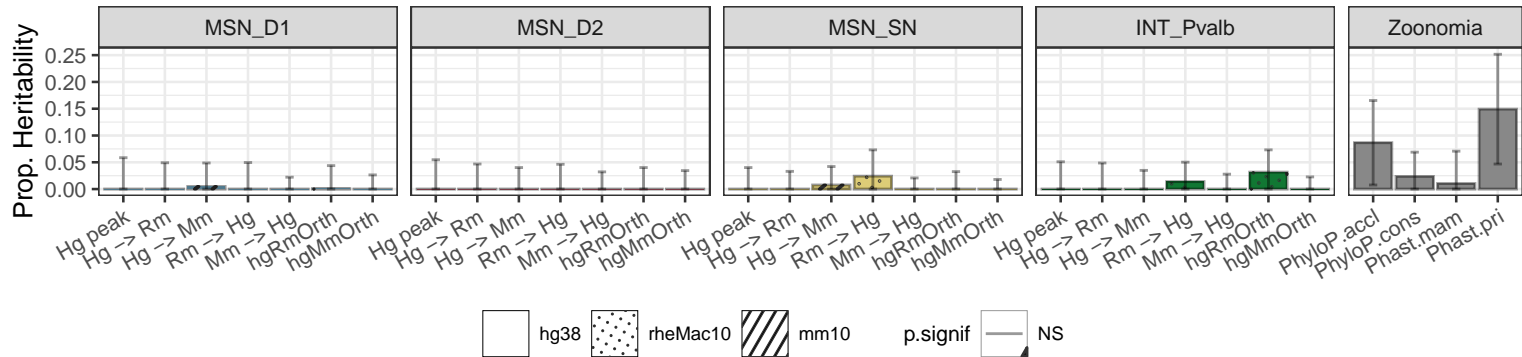 MSN_D1 MSN_D2 MSN_SN INT_Pvalb Zoonomia
Prop. Heritability
0.25
0.20
0.15
0.10
0.05
0.00
Hg peak Hg -> Rm Hg -> Mm Rm -> Hg Mm -> Hg hgRmOrth hgMmOrth
Hg peak Hg -> Rm Hg -> Mm Rm -> Hg Mm -> Hg hgRmOrth hgMmOrth
Hg peak Hg -> Rm Hg -> Mm Rm -> Hg Mm -> Hg hgRmOrth hgMmOrth
Hg peak Hg -> Rm Hg -> Mm Rm -> Hg Mm -> Hg hgRmOrth hgMmOrth
PhyloP.accl PhyloP.cons Phast.mam Phast.pri
hg38 rheMac10 mm10 p.signif NS